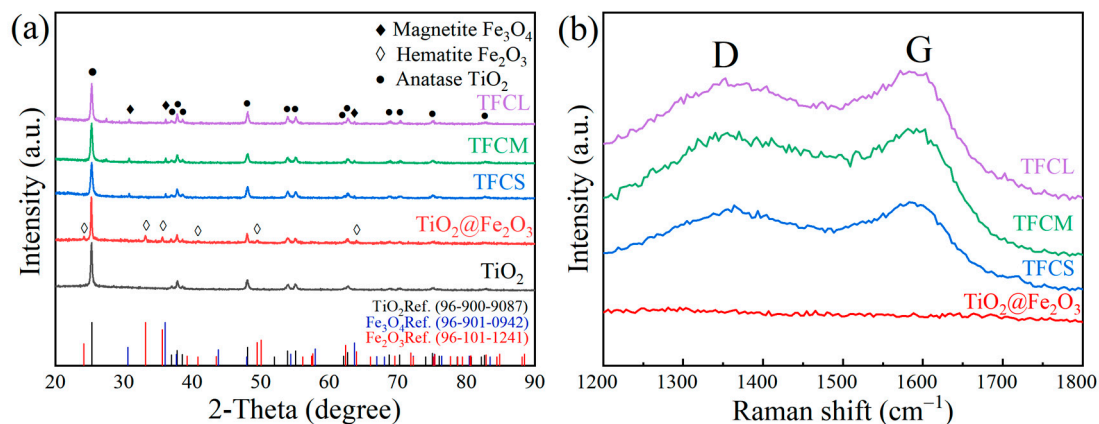 (a)
♦ Magnetite Fe₃O₄
◊ Hematite Fe₂O₃
● Anatase TiO₂
TFCL
TFCM
TFCS
TiO₂@Fe₂O₃
TiO₂
TiO₂Ref. (96-900-9087)
Fe₃O₄Ref. (96-901-0942)
Fe₂O₃Ref. (96-101-1241)
Intensity (a.u.)
20 30 40 50 60 70 80 90
2-Theta (degree)
(b)
D G
TFCL
TFCM
TFCS
TiO₂@Fe₂O₃
Intensity (a.u.)
1200 1300 1400 1500 1600 1700 1800
Raman shift (cm⁻¹)